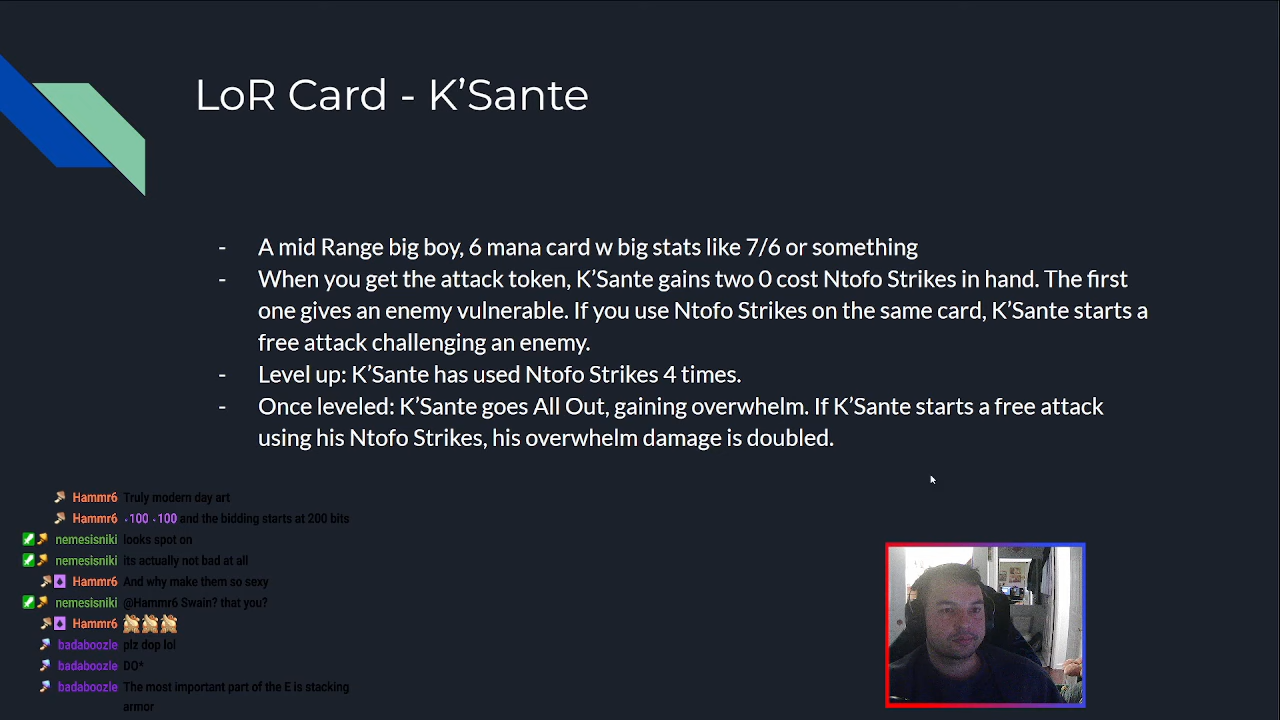 LoR Card - K'Sante
- A mid Range big boy, 6 mana card w big stats like 7/6 or something
- When you get the attack token, K'Sante gains two 0 cost Ntofo Strikes in hand. The first
one gives an enemy vulnerable. If you use Ntofo Strikes on the same card, K'Sante starts a
free attack challenging an enemy.
- Level up: K'Sante has used Ntofo Strikes 4 times.
- Once leveled: K'Sante goes All Out, gaining overwhelm. If K'Sante starts a free attack
using his Ntofo Strikes, his overwhelm damage is doubled.
Hammr6 Truly modern day art
Hammr6 100 100 and the bidding starts at 200 bits
nemesisniki looks spot on
nemesisniki its actually not bad at all
Hammr6 And why make them so sexy
nemesisniki @Hammr6 Swain? that you?
Hammr6
badaboozle plz dop lol
badaboozle DO*
badaboozle The most important part of the E is stacking
armor